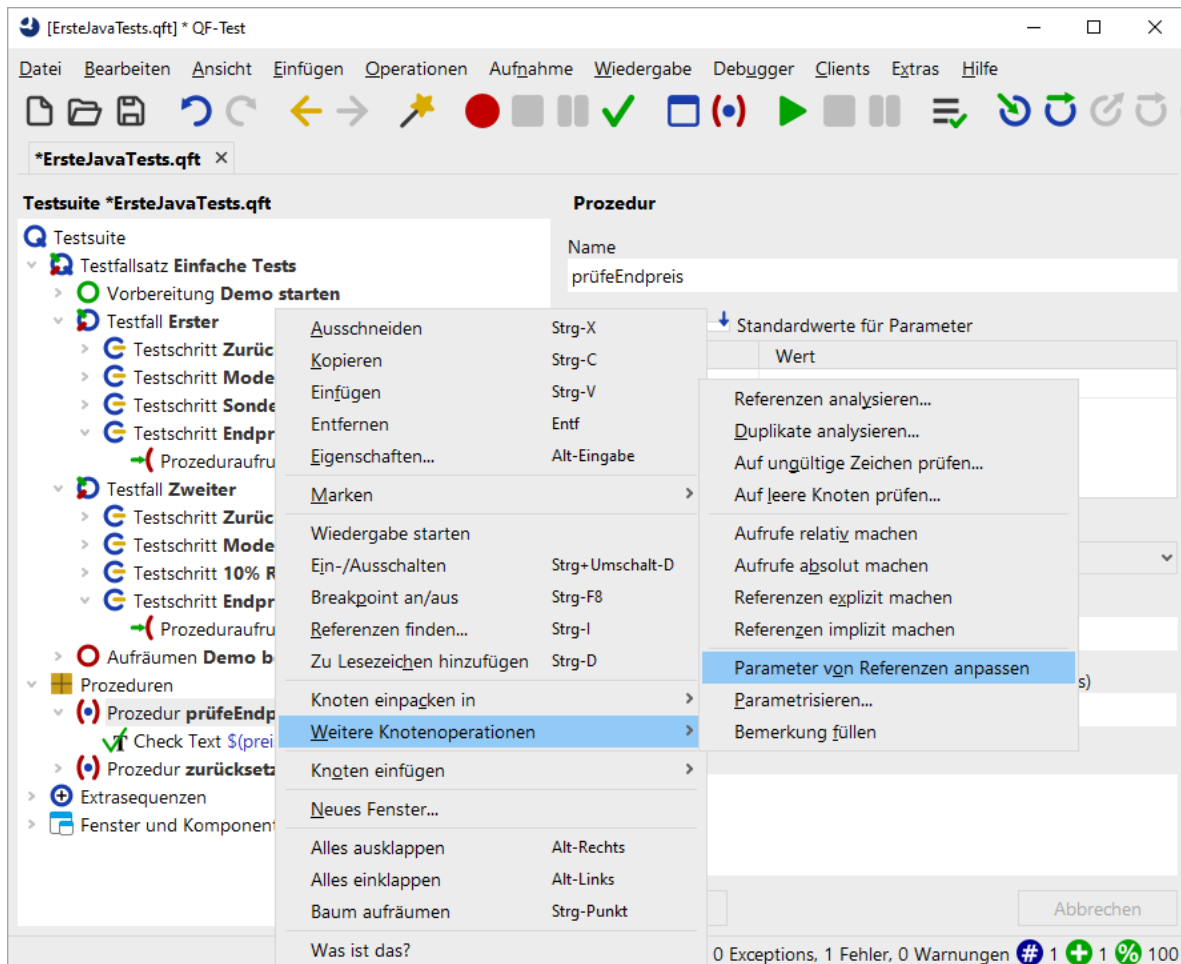 [ErsteJavaTests.qft] * QF-Test
Datei Bearbeiten Ansicht Einfügen Operationen Aufnahme Wiedergabe Debugger Clients Extras Hilfe
*ErsteJavaTests.qft
Testsuite *ErsteJavaTests.qft
Testsuite
Testfallsatz Einfache Tests
Vorbereitung Demo starten
Testfall Erster
Testschritt Zurüc
Testschritt Mode
Testschritt Sonde
Testschritt Endpr
Prozeduraufru
Testfall Zweiter
Testschritt Zurüc
Testschritt Mode
Testschritt 10% R
Testschritt Endpr
Prozeduraufru
Aufräumen Demo b
Prozeduren
Prozedur prüfeEndp
Check Text $(prei
Prozedur zurücksetz
Extrasequenzen
Fenster und Komponent
Prozedur
Name
prüfeEndpreis
Standardwerte für Parameter
Wert
s)
Abbrechen
Ausschneiden Strg-X
Kopieren Strg-C
Einfügen Strg-V
Entfernen Entf
Eigenschaften... Alt-Eingabe
Marken
Wiedergabe starten
Ein-/Ausschalten Strg+Umschalt-D
Breakpoint an/aus Strg-F8
Referenzen finden... Strg-I
Zu Lesezeichen hinzufügen Strg-D
Knoten einpacken in
Weitere Knotenoperationen
Knoten einfügen
Neues Fenster...
Alles ausklappen Alt-Rechts
Alles einklappen Alt-Links
Baum aufräumen Strg-Punkt
Was ist das?
Referenzen analysieren...
Duplikate analysieren...
Auf ungültige Zeichen prüfen...
Auf leere Knoten prüfen...
Aufrufe relativ machen
Aufrufe absolut machen
Referenzen explizit machen
Referenzen implizit machen
Parameter von Referenzen anpassen
Parametrisieren...
Bemerkung füllen
0 Exceptions, 1 Fehler, 0 Warnungen # 1 1 % 100